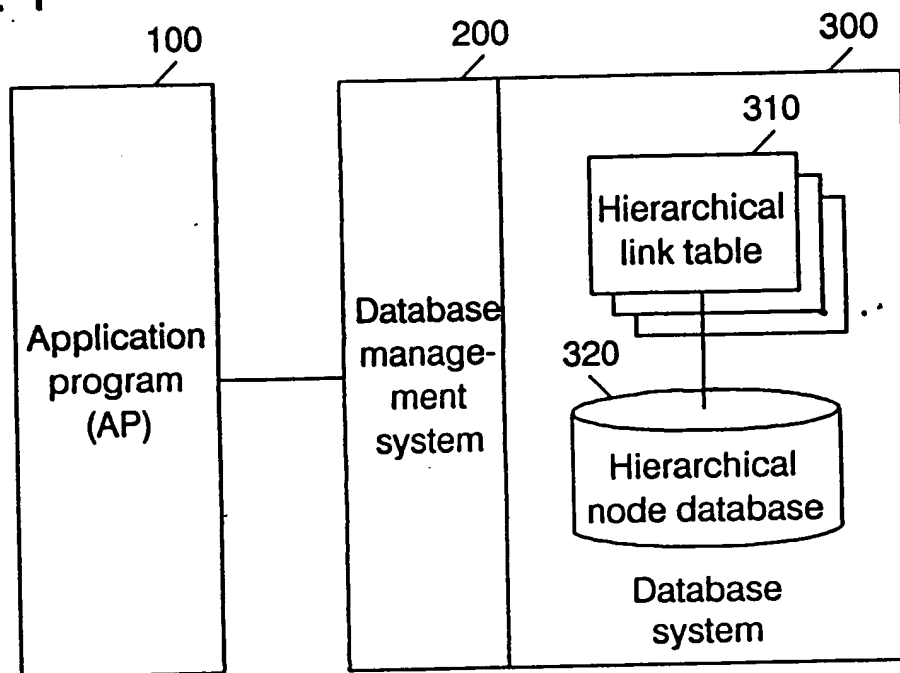 100
200
300
310
Hierarchical
link table
Application
program
(AP)
Database
manage-
ment
system
320
Hierarchical
node database
Database
system